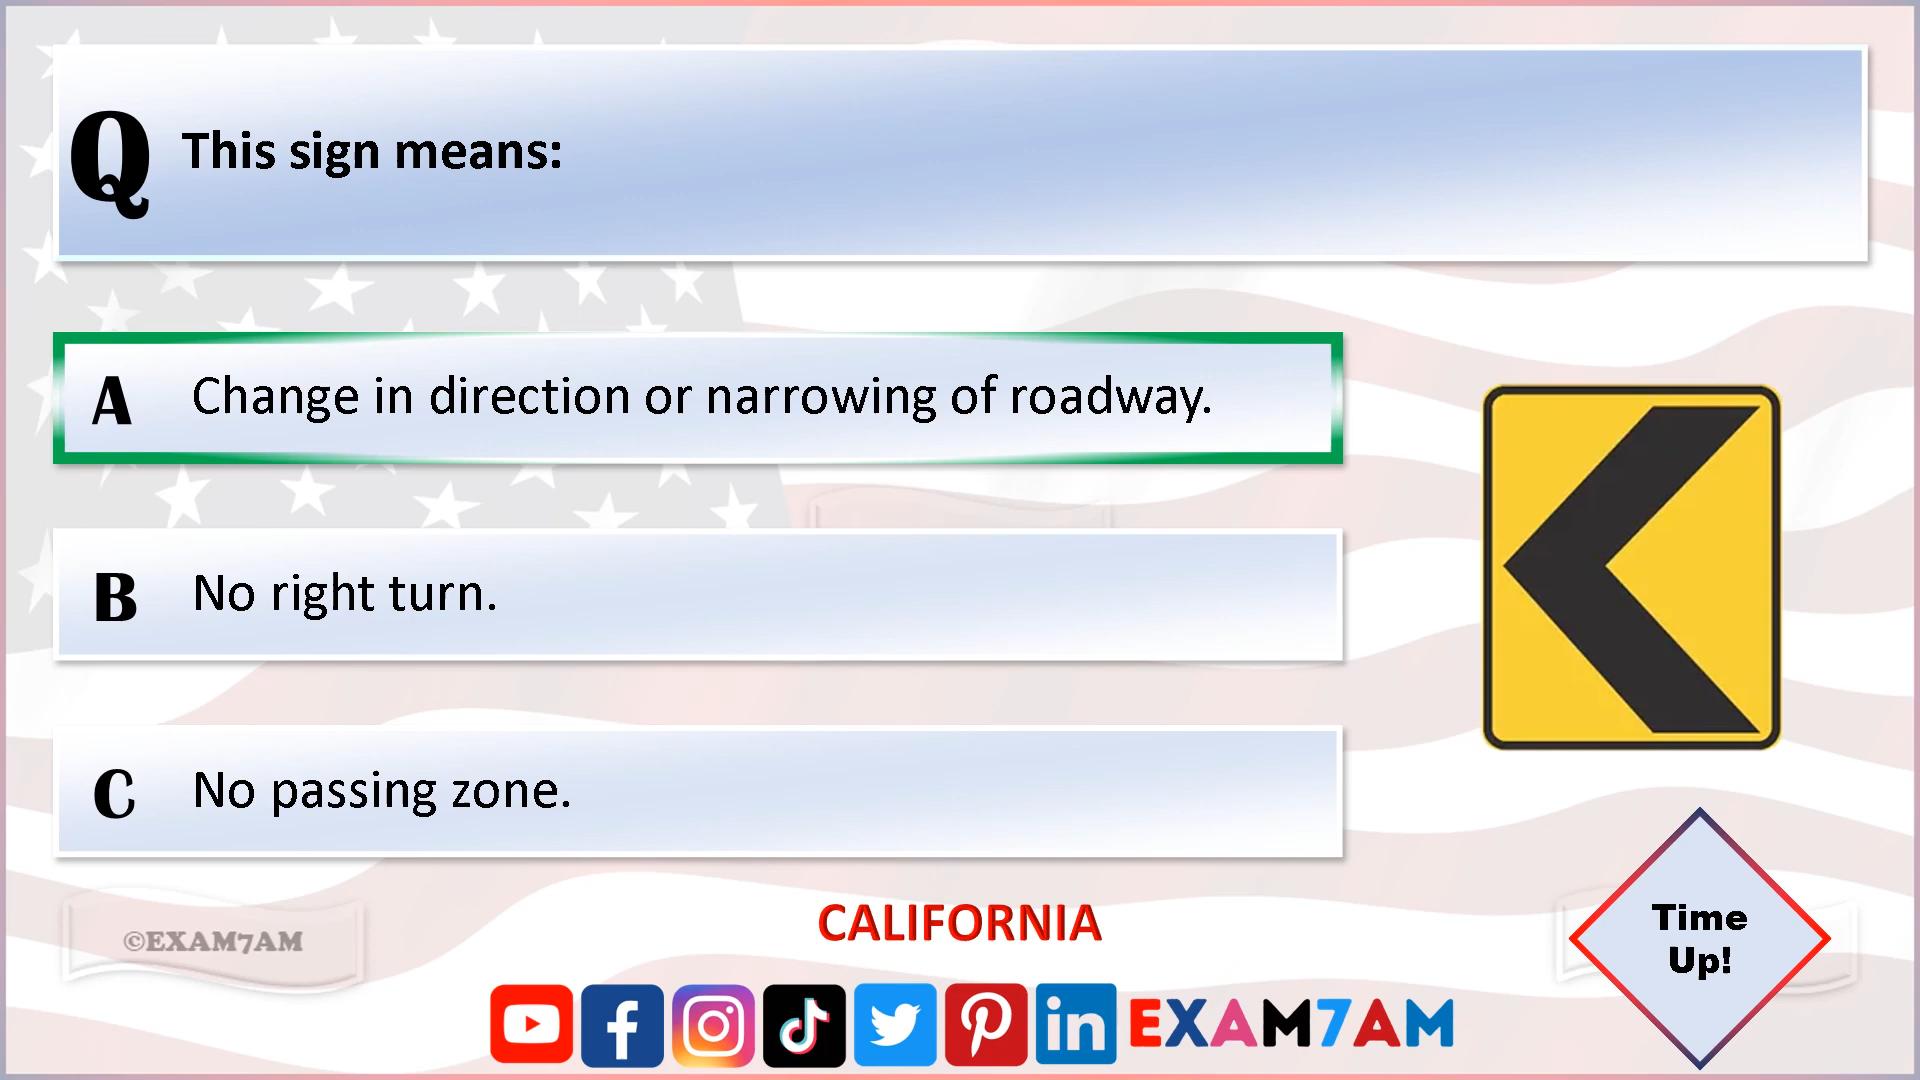 Q This sign means:
A Change in direction or narrowing of roadway.
B No right turn.
C No passing zone.
CALIFORNIA
©EXAM7AM
Time
Up!
in EXAM7AM